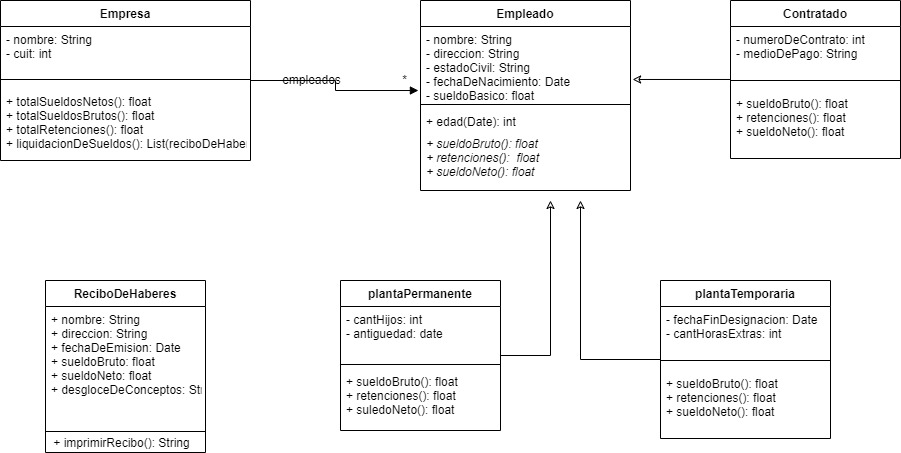 Empresa
- nombre: String
- cuit: int
+ totalSueldosNetos(): float
+ totalSueldosBrutos(): float
+ totalRetenciones(): float
+ liquidacionDeSueldos(): List(reciboDeHabe
empleados
*
Empleado
- nombre: String
- direccion: String
- estadoCivil: String
- fechaDeNacimiento: Date
- sueldoBasico: float
+ edad(Date): int
+ sueldoBruto(): float
+ retenciones(): float
+ sueldoNeto(): float
Contratado
- numeroDeContrato: int
- medioDePago: String
+ sueldoBruto(): float
+ retenciones(): float
+ sueldoNeto(): float
ReciboDeHaberes
+ nombre: String
+ direccion: String
+ fechaDeEmision: Date
+ sueldoBruto: float
+ sueldoNeto: float
+ desgloceDeConceptos: St
+ imprimirRecibo(): String
plantaPermanente
- cantHijos: int
- antiguedad: date
+ sueldoBruto(): float
+ retenciones(): float
+ suledoNeto(): float
plantaTemporaria
- fechaFinDesignacion: Date
- cantHorasExtras: int
+ sueldoBruto(): float
+ retenciones(): float
+ sueldoNeto(): float